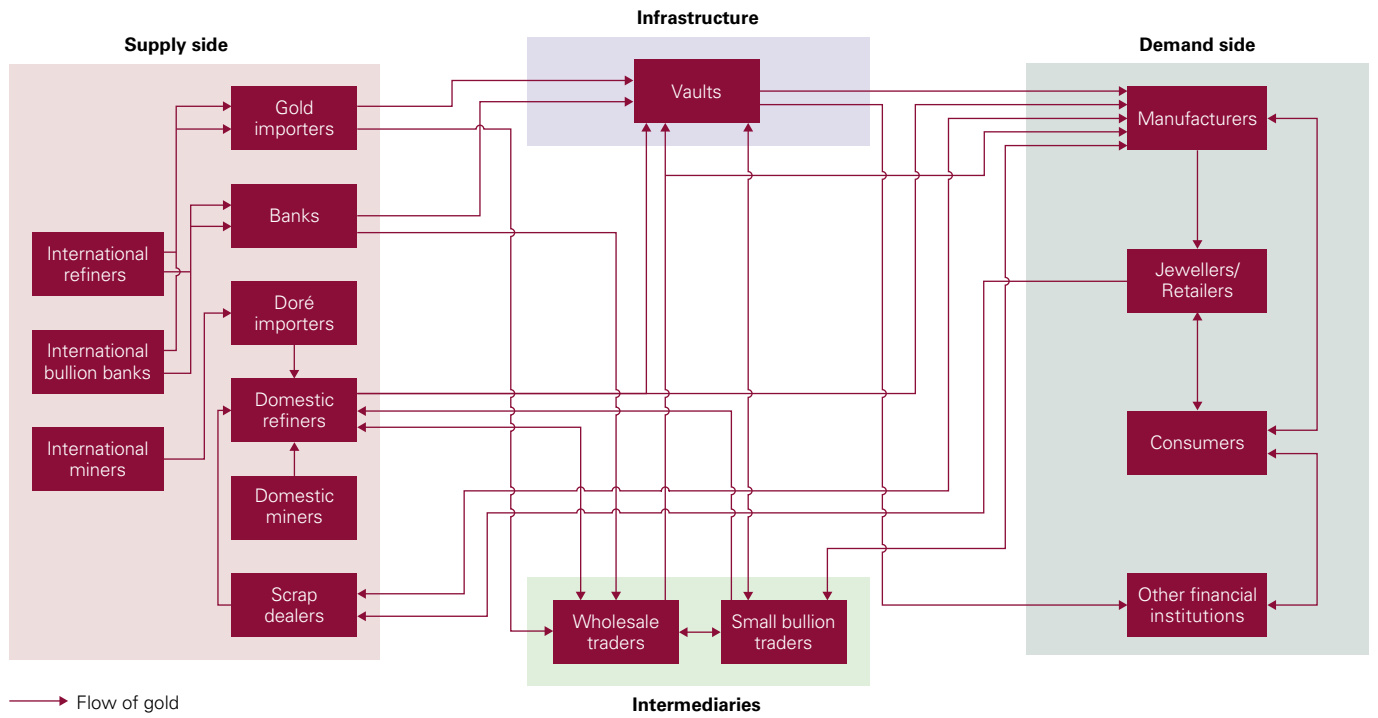 Infrastructure
Supply side
Demand side
Gold
importers
Vaults
Manufacturers
Banks
International
refiners
Jewellers/
Retailers
Doré
importers
International
bullion banks
Domestic
refiners
International
miners
Consumers
Domestic
miners
Scrap
dealers
Wholesale
traders
Small bullion
traders
Other financial
institutions
Flow of gold
Intermediaries